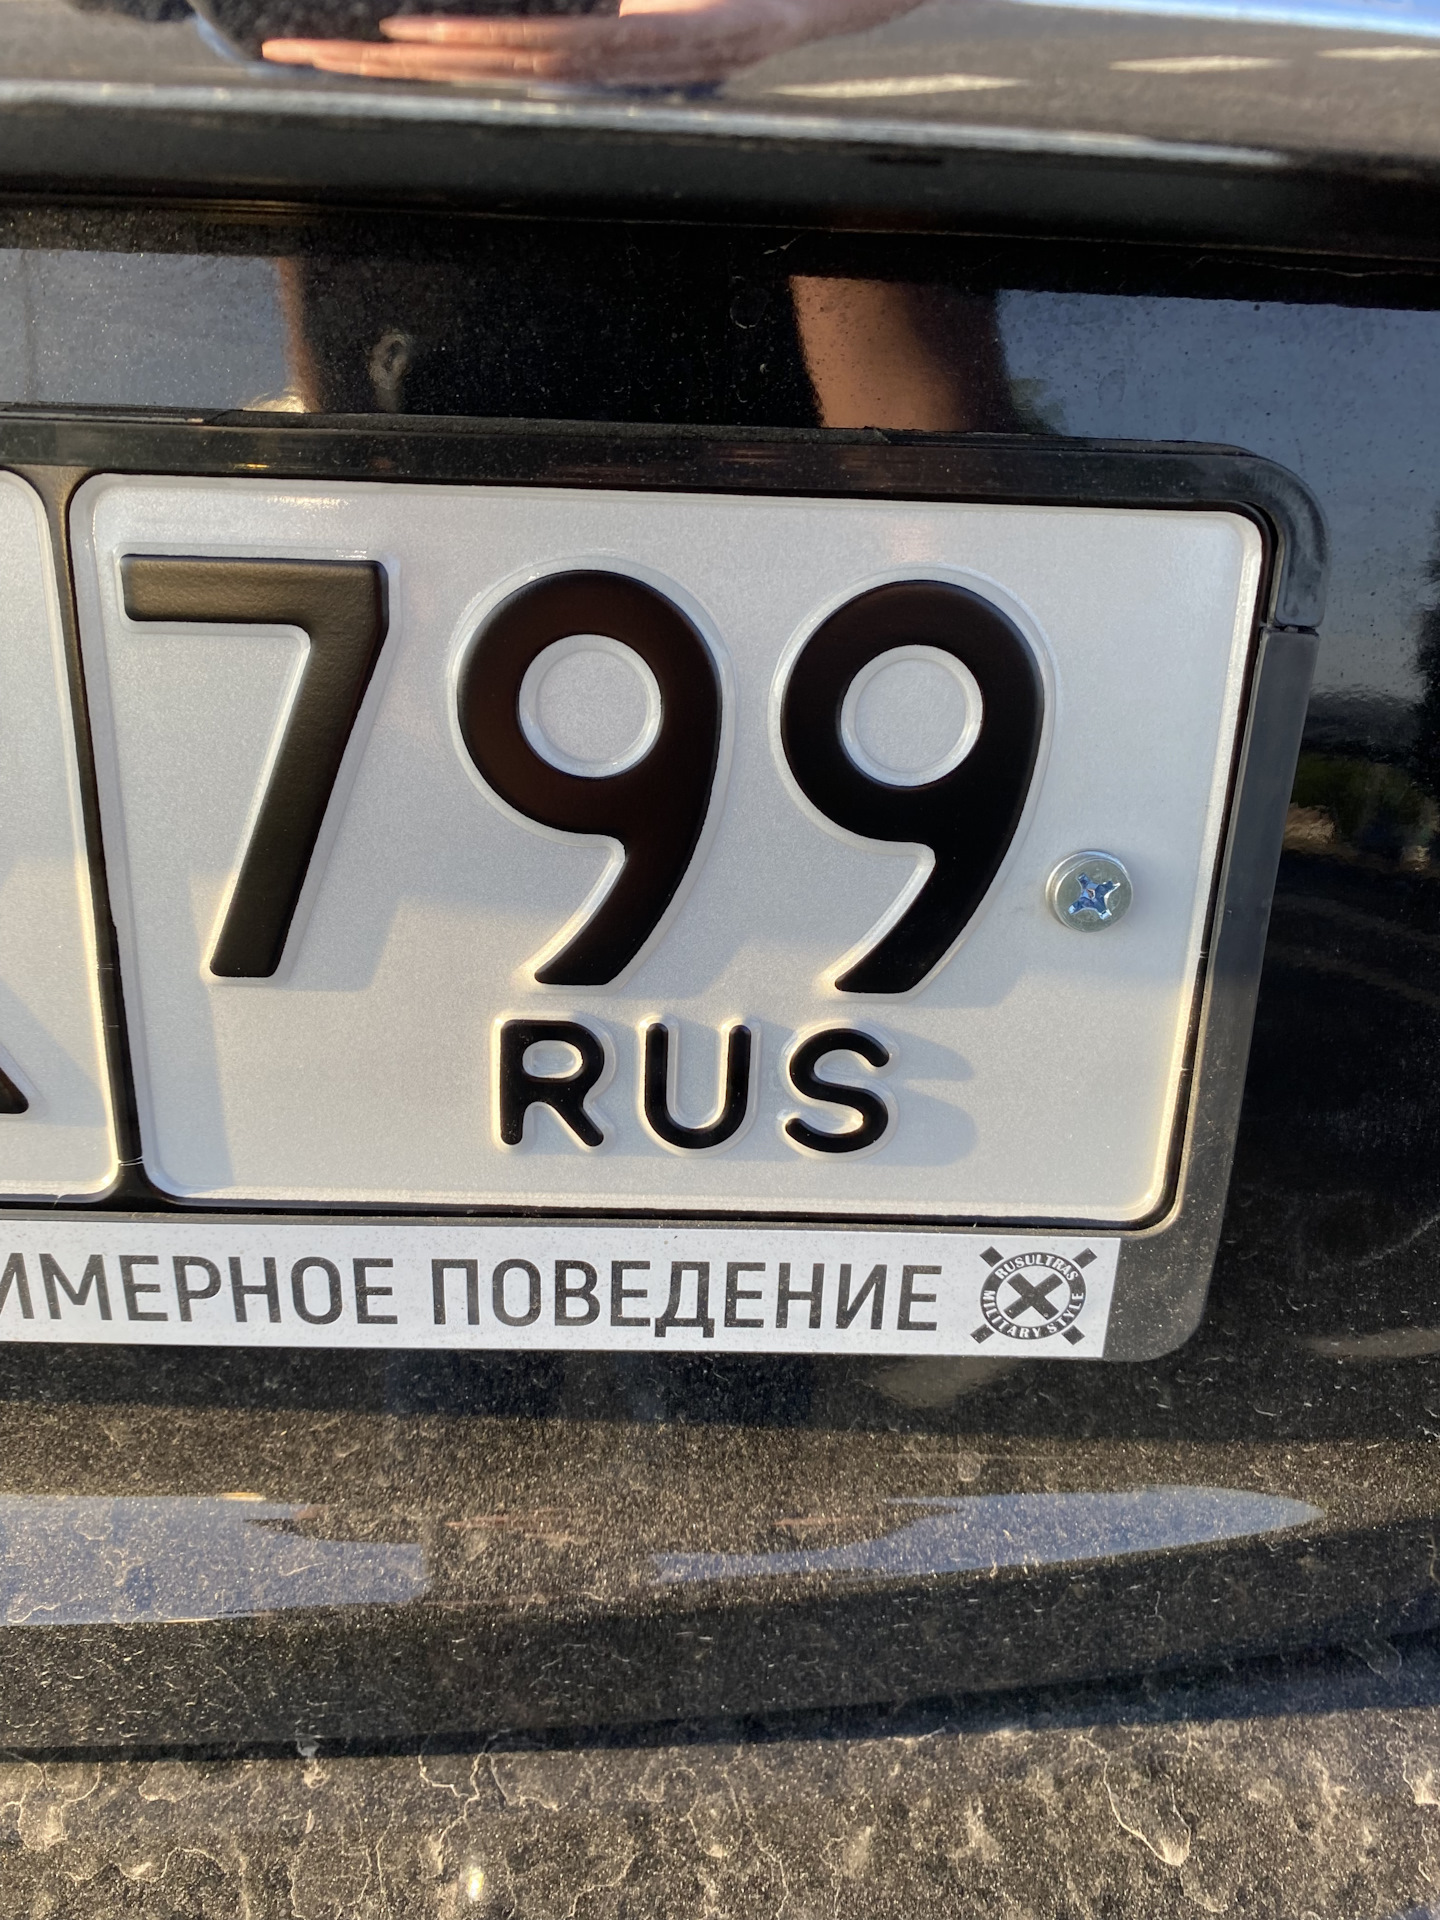 799
RUS
ИМЕРНОЕ ПОВЕДЕНИЕ
RUSULTRAS
MILITARY STYLE